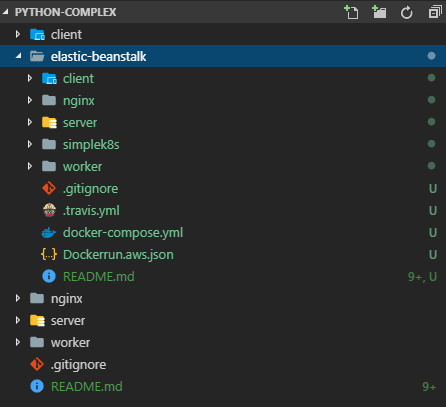 PYTHON-COMPLEX
client
elastic-beanstalk
client
nginx
server
simplek8s
worker
.gitignore U
.travis.yml U
docker-compose.yml U
Dockerrun.aws.json U
README.md 9+, U
nginx
server
worker
.gitignore
README.md 9+